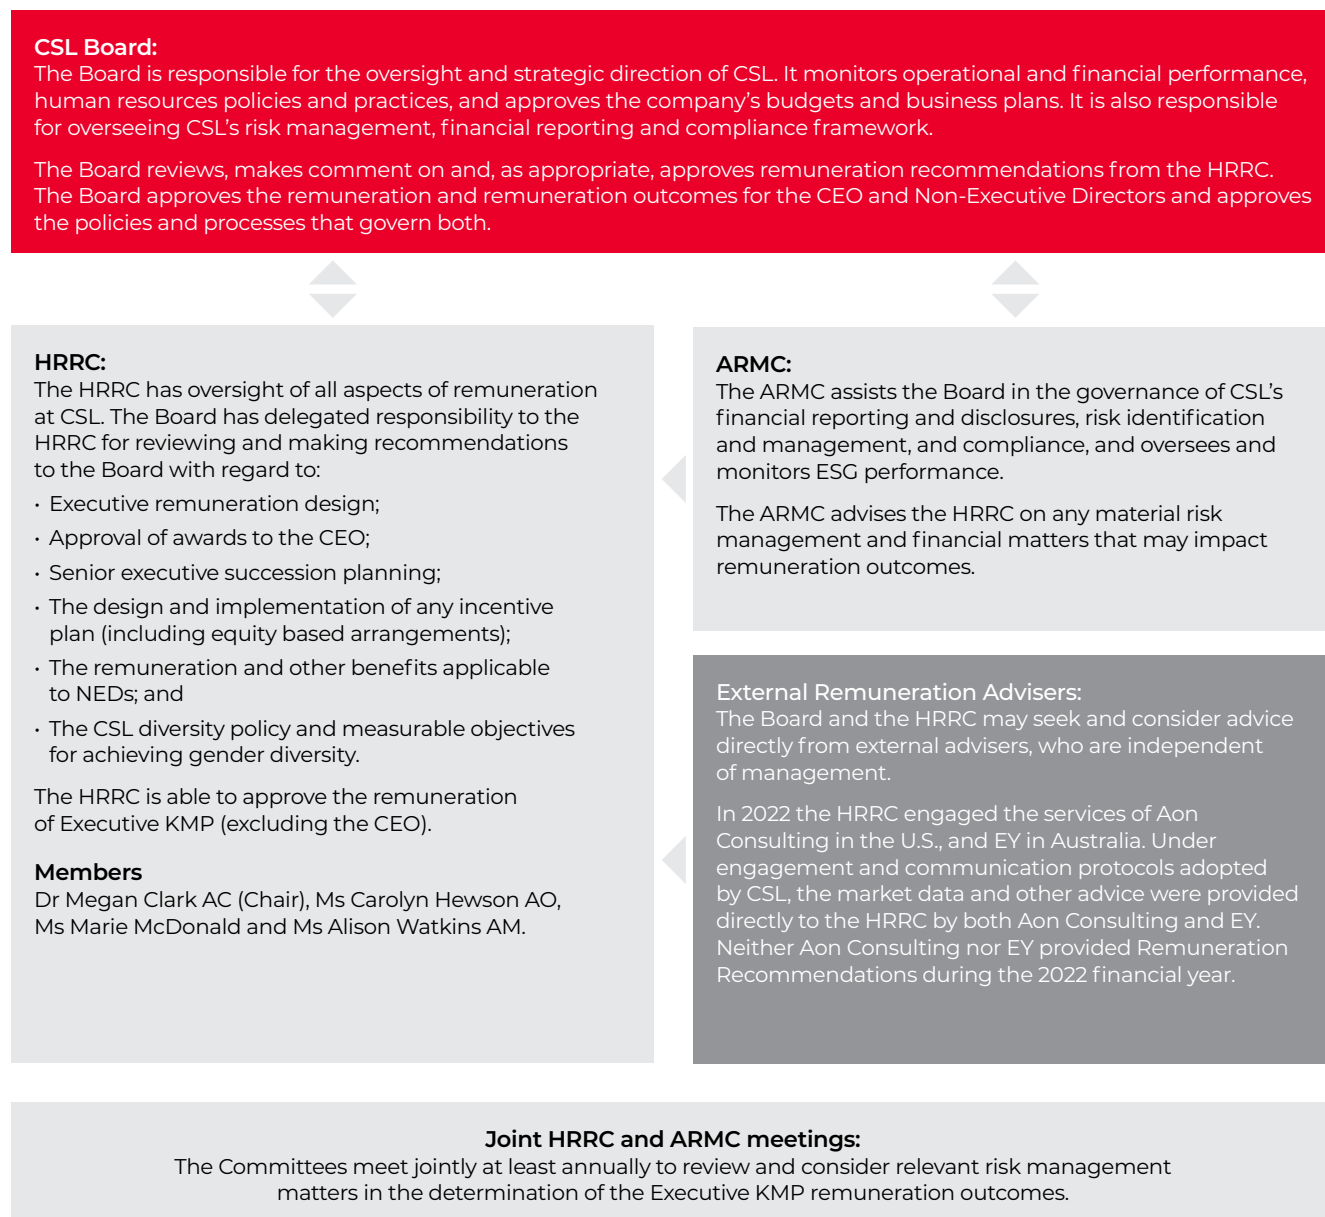 CSL Board:
The Board is responsible for the oversight and strategic direction of CSL. It monitors operational and financial performance,
human resources policies and practices, and approves the company’s budgets and business plans. It is also responsible
for overseeing CSL’s risk management, financial reporting and compliance framework.
The Board reviews, makes comment on and, as appropriate, approves remuneration recommendations from the HRRC.
The Board approves the remuneration and remuneration outcomes for the CEO and Non-Executive Directors and approves
the policies and processes that govern both.
HRRC:
The HRRC has oversight of all aspects of remuneration
at CSL. The Board has delegated responsibility to the
HRRC for reviewing and making recommendations
to the Board with regard to:
• Executive remuneration design;
• Approval of awards to the CEO;
• Senior executive succession planning;
• The design and implementation of any incentive
plan (including equity based arrangements);
• The remuneration and other benefits applicable
to NEDs; and
• The CSL diversity policy and measurable objectives
for achieving gender diversity.
The HRRC is able to approve the remuneration
of Executive KMP (excluding the CEO).
Members
Dr Megan Clark AC (Chair), Ms Carolyn Hewson AO,
Ms Marie McDonald and Ms Alison Watkins AM.
ARMC:
The ARMC assists the Board in the governance of CSL’s
financial reporting and disclosures, risk identification
and management, and compliance, and oversees and
monitors ESG performance.
The ARMC advises the HRRC on any material risk
management and financial matters that may impact
remuneration outcomes.
External Remuneration Advisers:
The Board and the HRRC may seek and consider advice
directly from external advisers, who are independent
of management.
In 2022 the HRRC engaged the services of Aon
Consulting in the U.S., and EY in Australia. Under
engagement and communication protocols adopted
by CSL, the market data and other advice were provided
directly to the HRRC by both Aon Consulting and EY.
Neither Aon Consulting nor EY provided Remuneration
Recommendations during the 2022 financial year.
Joint HRRC and ARMC meetings:
The Committees meet jointly at least annually to review and consider relevant risk management
matters in the determination of the Executive KMP remuneration outcomes.